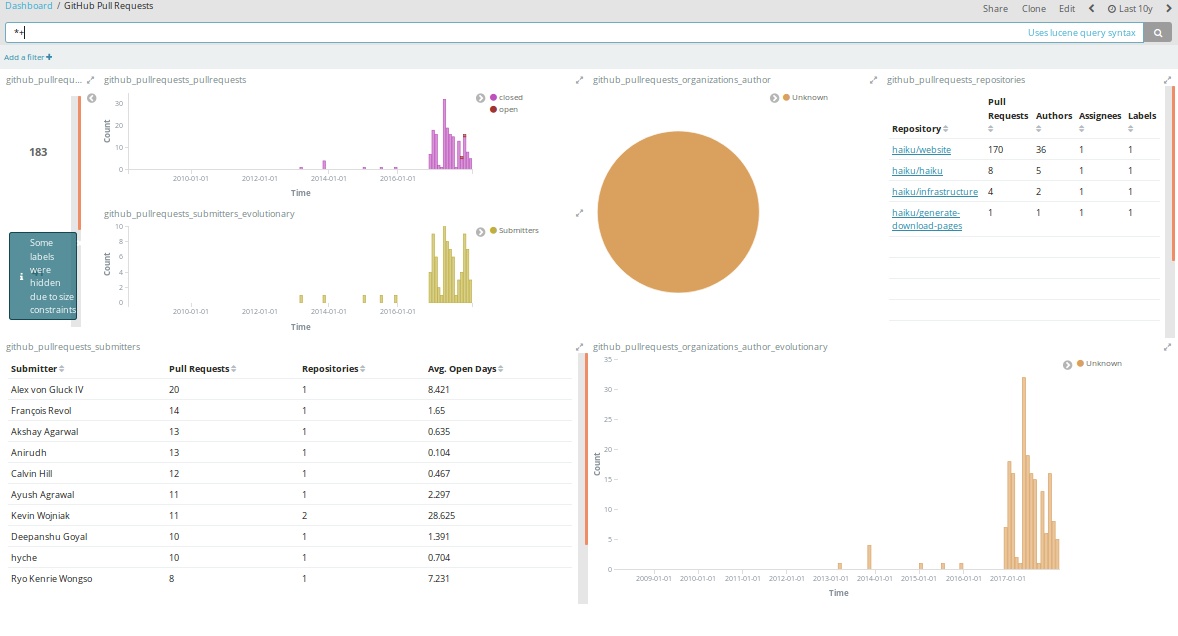 Dashboard / GitHub Pull Requests
Share Clone Edit Last 10y
*+
Uses lucene query syntax
Add a filter +
github_pullrequ...
183
Some
labels
were
hidden
due to size
constraints
github_pullrequests_pullrequests
closed
open
Count
30
20
10
0
2010-01-01 2012-01-01 2014-01-01 2016-01-01
Time
github_pullrequests_submitters_evolutionary
Submitters
Count
10
8
6
4
2
0
2010-01-01 2012-01-01 2014-01-01 2016-01-01
Time
github_pullrequests_organizations_author
Unknown
github_pullrequests_repositories
Repository Pull Requests Authors Assignees Labels
haiku/website 170 36 1 1
haiku/haiku 8 5 1 1
haiku/infrastructure 4 2 1 1
haiku/generate- 1 1 1 1
download-pages
github_pullrequests_submitters
Submitter Pull Requests Repositories Avg. Open Days
Alex von Gluck IV 20 1 8.421
François Revol 14 1 1.65
Akshay Agarwal 13 1 0.635
Anirudh 13 1 0.104
Calvin Hill 12 1 0.467
Ayush Agrawal 11 1 2.297
Kevin Wojniak 11 2 28.625
Deepanshu Goyal 10 1 1.391
hyche 10 1 0.704
Ryo Kenrie Wongso 8 1 7.231
github_pullrequests_organizations_author_evolutionary
Unknown
Count
35
30
25
20
15
10
5
0
2009-01-01 2010-01-01 2011-01-01 2012-01-01 2013-01-01 2014-01-01 2015-01-01 2016-01-01 2017-01-01
Time